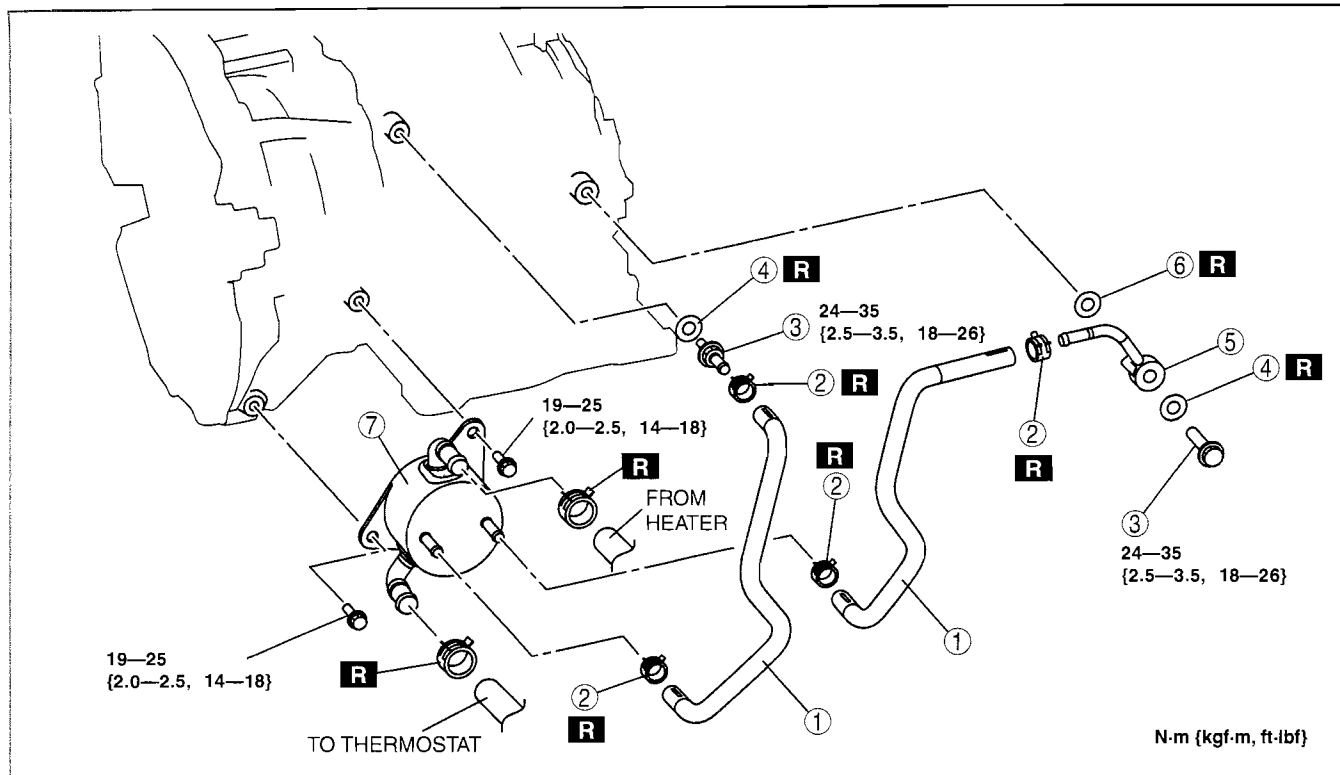 ④ R
⑥ R
③ 24—35
{2.5—3.5, 18—26}
⑤
② R
④ R
19—25
{2.0—2.5, 14—18}
⑦
②
R
R
②
R
FROM
HEATER
③
24—35
{2.5—3.5, 18—26}
①
19—25
{2.0—2.5, 14—18}
R
②
R
①
TO THERMOSTAT
N·m {kgf·m, ft·lbf}